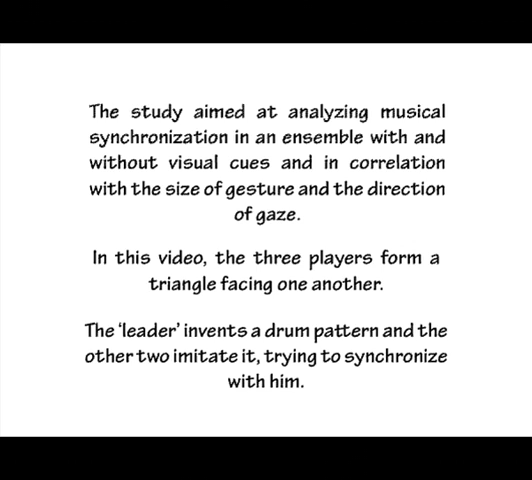 The study aimed at analyzing musical
synchronization in an ensemble with and
without visual cues and in correlation
with the size of gesture and the direction
of gaze.
In this video, the three players form a
triangle facing one another.
The 'leader' invents a drum pattern and the
other two imitate it, trying to synchronize
with him.